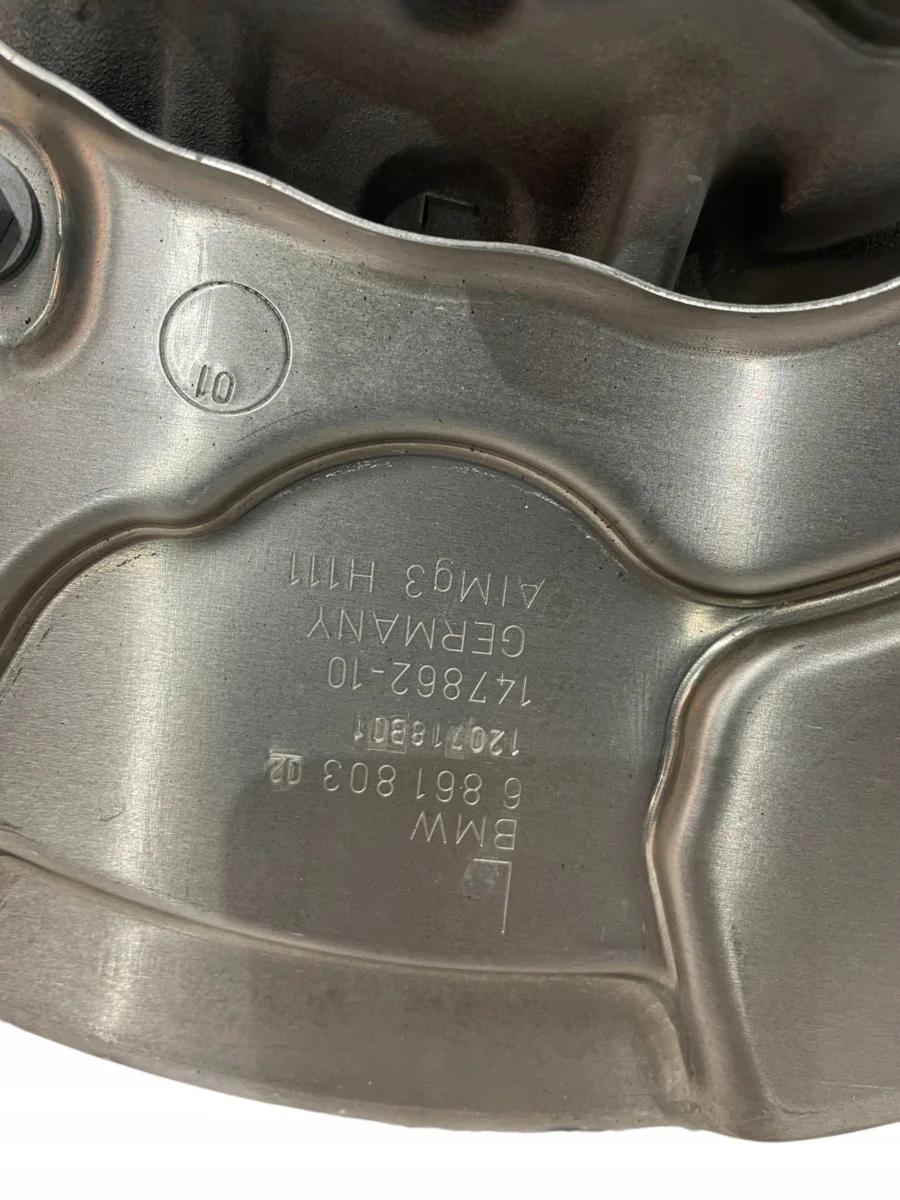 L
BMW
6 861 803 02
120718B01
147862-10
GERMANY
AlMg3 H111
01